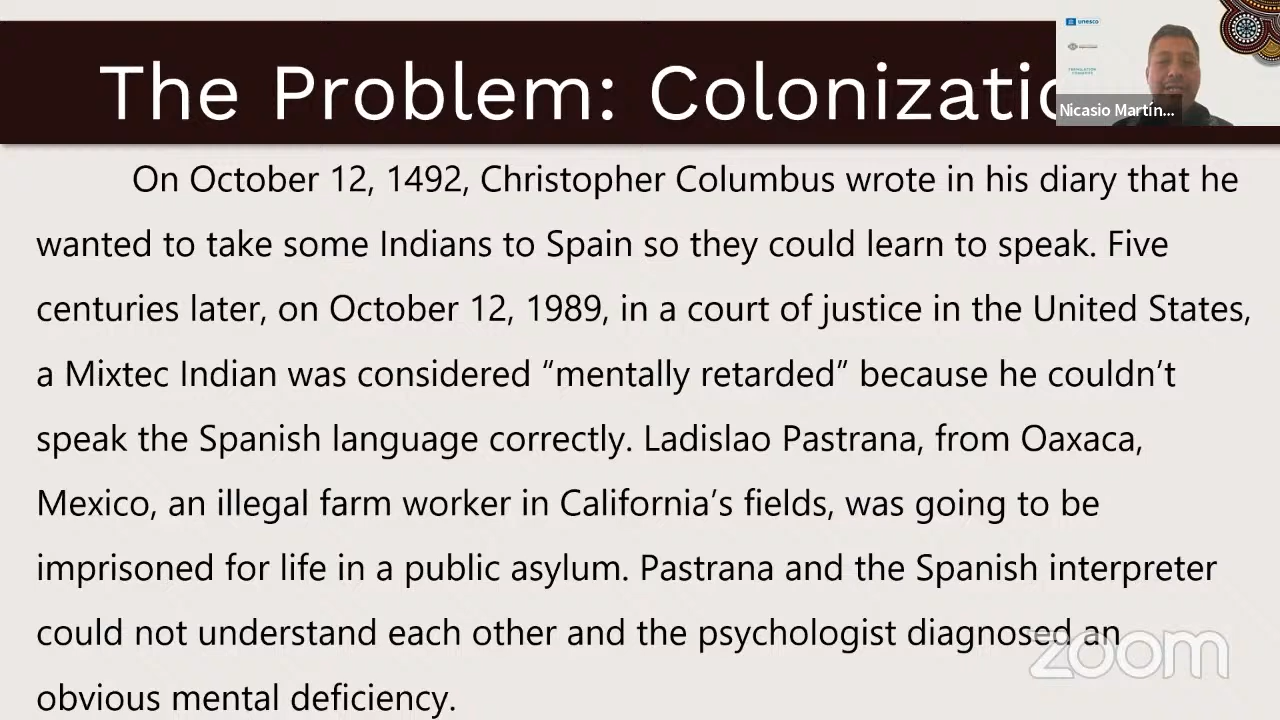 The Problem: Colonizatio
unesco
Nicasio Martín...
On October 12, 1492, Christopher Columbus wrote in his diary that he
wanted to take some Indians to Spain so they could learn to speak. Five
centuries later, on October 12, 1989, in a court of justice in the United States,
a Mixtec Indian was considered “mentally retarded” because he couldn’t
speak the Spanish language correctly. Ladislao Pastrana, from Oaxaca,
Mexico, an illegal farm worker in California’s fields, was going to be
imprisoned for life in a public asylum. Pastrana and the Spanish interpreter
could not understand each other and the psychologist diagnosed an
obvious mental deficiency.
zoom